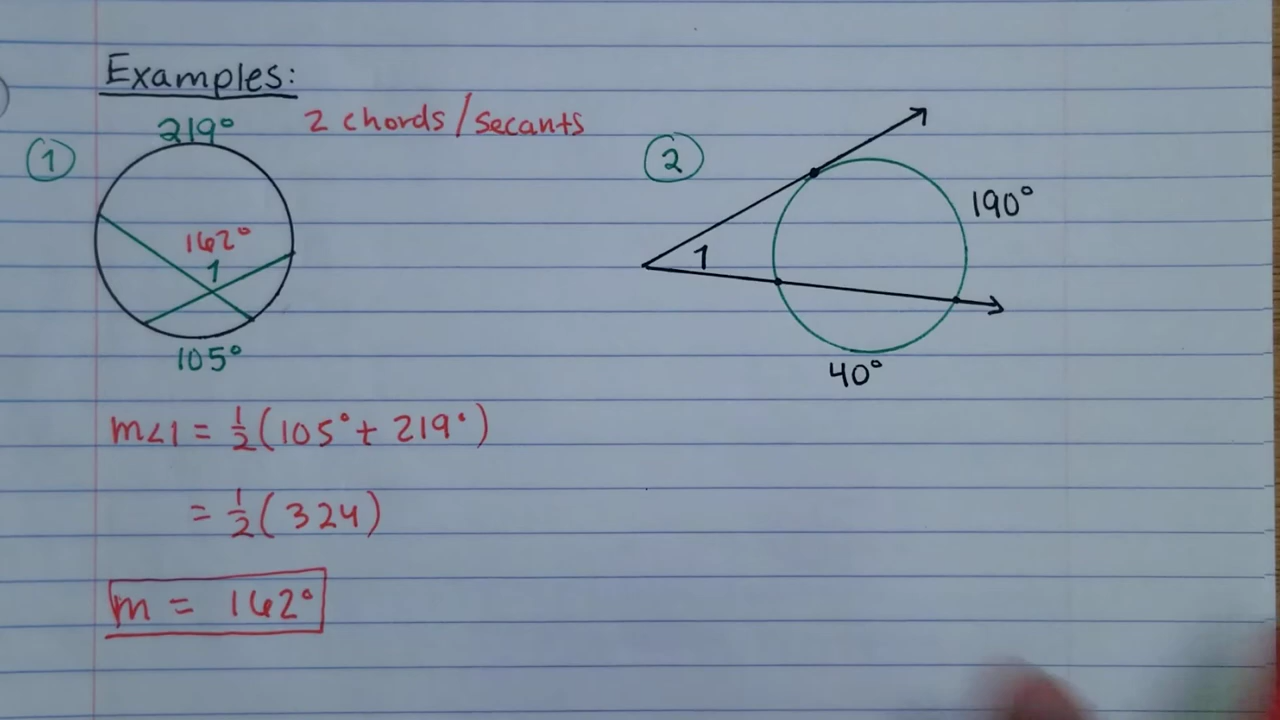 Examples:
2 chords/secants
①
219°
162°
1
105°
m∠1 = ½(105° + 219°)
= ½(324)
m = 162°
②
190°
1
40°